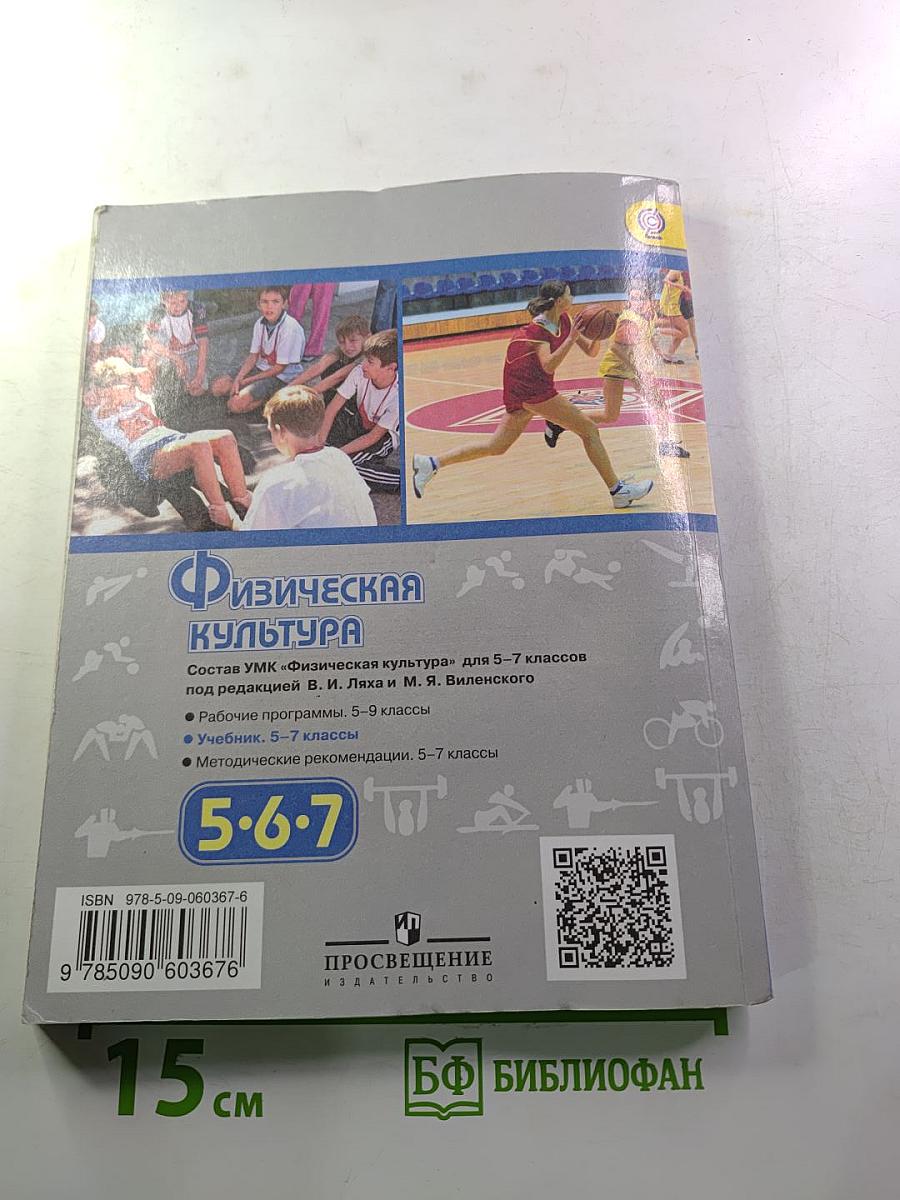 Физическая
культура
Состав УМК «Физическая культура» для 5–7 классов
под редакцией В. И. Ляха и М. Я. Виленского
● Рабочие программы. 5–9 классы
● Учебник. 5–7 классы
● Методические рекомендации. 5–7 классы
5•6•7
ISBN 978-5-09-060367-6
9 785090 603676
ПРОСВЕЩЕНИЕ
ИЗДАТЕЛЬСТВО
15 см
БФ БИБЛИОФАН